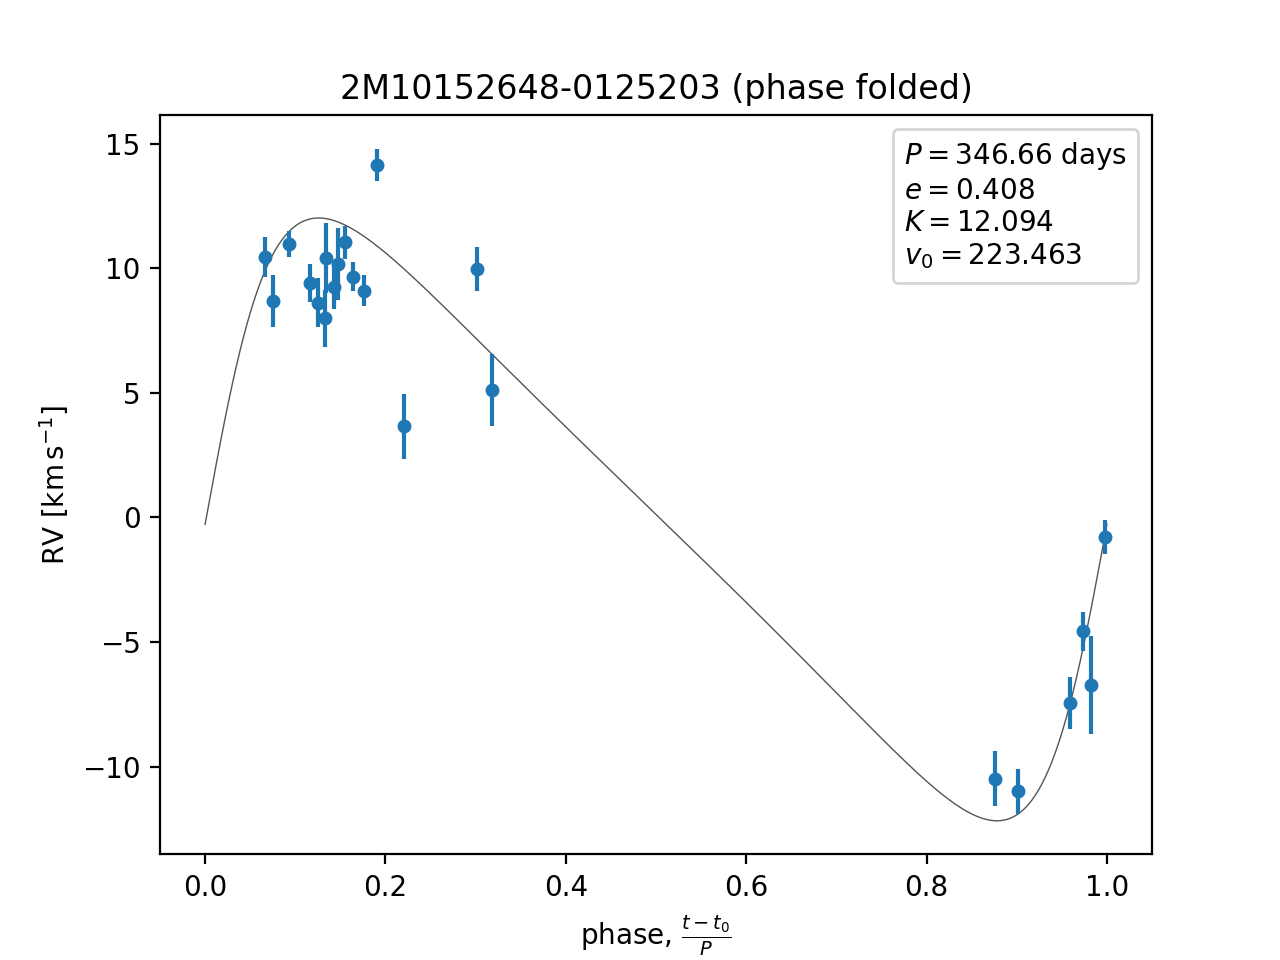 2M10152648-0125203 (phase folded)
P = 346.66 days
e = 0.408
K = 12.094
v₀ = 223.463
15
10
5
0
−5
−10
RV [km s⁻¹]
0.0 0.2 0.4 0.6 0.8 1.0
phase, (t − t₀)/P